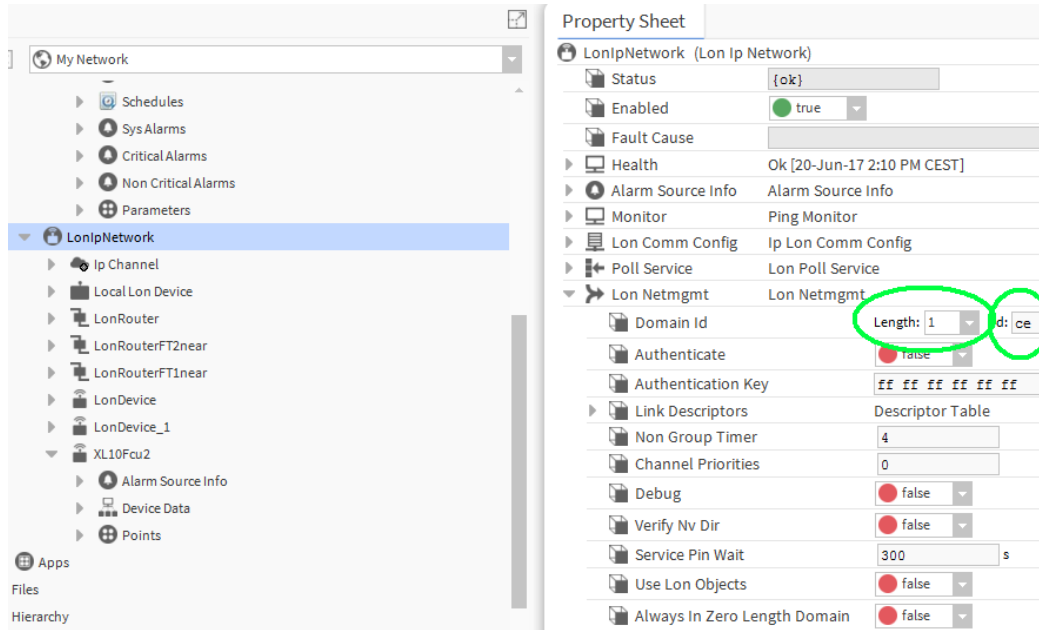 My Network
Schedules
Sys Alarms
Critical Alarms
Non Critical Alarms
Parameters
LonIpNetwork
Ip Channel
Local Lon Device
LonRouter
LonRouterFT2near
LonRouterFT1near
LonDevice
LonDevice_1
XL10Fcu2
Alarm Source Info
Device Data
Points
Apps
Files
Hierarchy
Property Sheet
LonIpNetwork (Lon Ip Network)
Status {ok}
Enabled true
Fault Cause
Health Ok [20-Jun-17 2:10 PM CEST]
Alarm Source Info Alarm Source Info
Monitor Ping Monitor
Lon Comm Config Ip Lon Comm Config
Poll Service Lon Poll Service
Lon Netmgmt Lon Netmgmt
Domain Id Length: 1 d: ce
Authenticate false
Authentication Key ff ff ff ff ff ff
Link Descriptors Descriptor Table
Non Group Timer 4
Channel Priorities 0
Debug false
Verify Nv Dir false
Service Pin Wait 300 s
Use Lon Objects false
Always In Zero Length Domain false